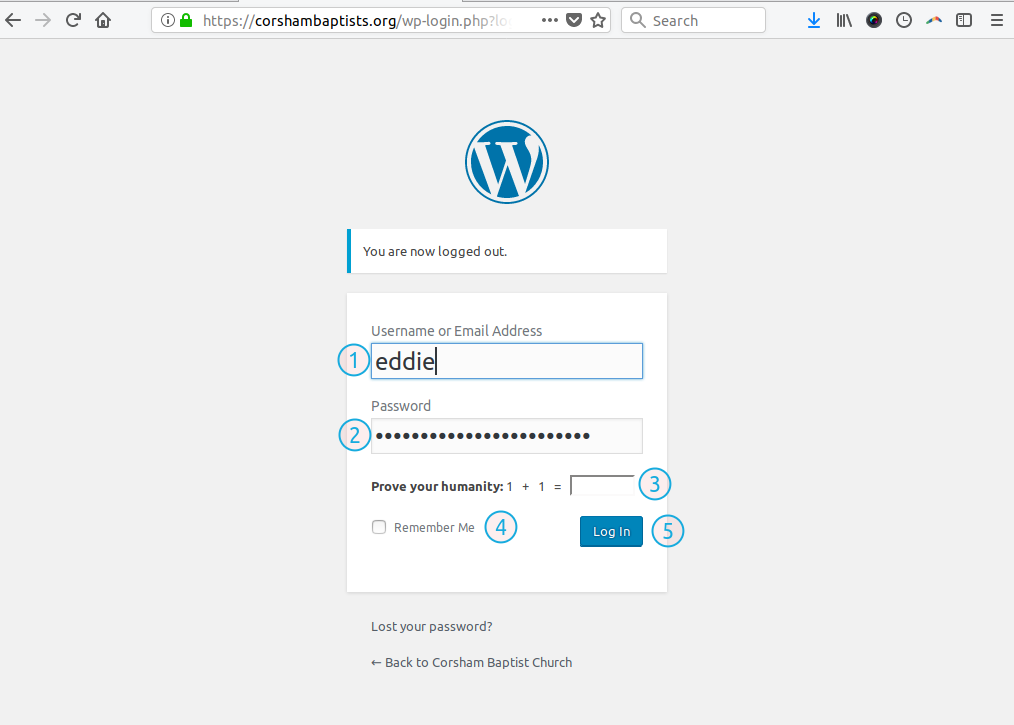 https://corshambaptists.org/wp-login.php?lo
Search
You are now logged out.
Username or Email Address
1 eddie
Password
2 ••••••••••••••••••••••••
Prove your humanity: 1 + 1 = 3
Remember Me 4 Log In 5
Lost your password?
← Back to Corsham Baptist Church